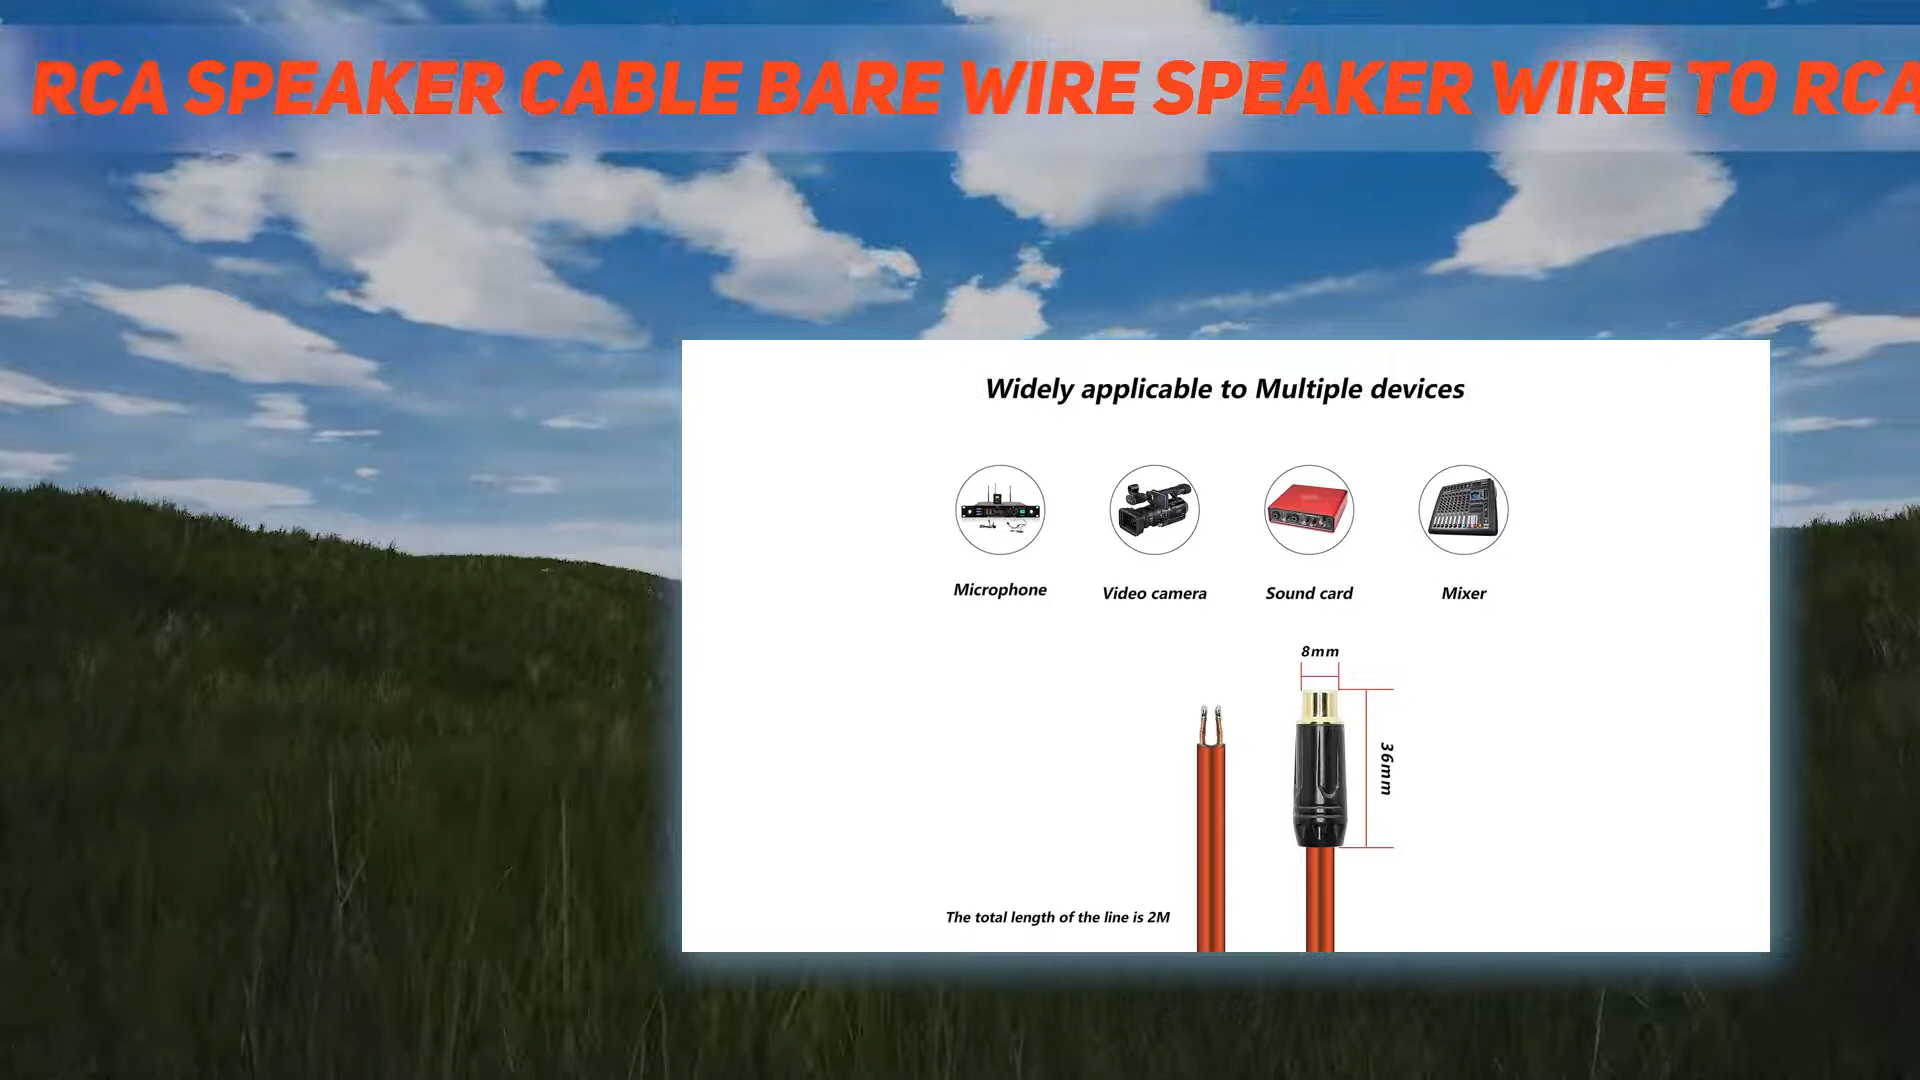 RCA SPEAKER CABLE BARE WIRE SPEAKER WIRE TO RCA
Widely applicable to Multiple devices
Microphone
Video camera
Sound card
Mixer
8mm
36mm
The total length of the line is 2M